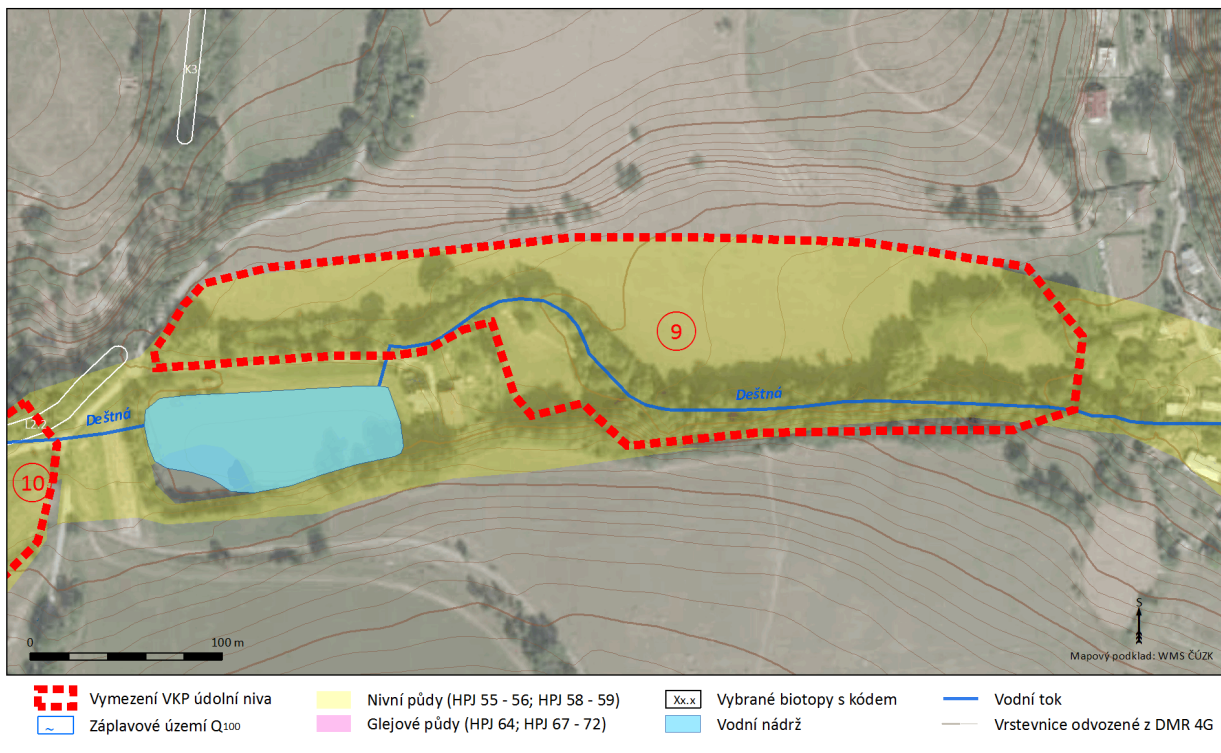 K3
9
Deštná
Deštná
L2.2
10
S
0
100 m
Mapový podklad: WMS ČÚZK
Vymezení VKP údolní niva
Nivní půdy (HPJ 55 - 56; HPJ 58 - 59)
Xx.x
Vybrané biotopy s kódem
Vodní tok
~
Záplavové území Q100
Glejové půdy (HPJ 64; HPJ 67 - 72)
Vodní nádrž
Vrstevnice odvozené z DMR 4G